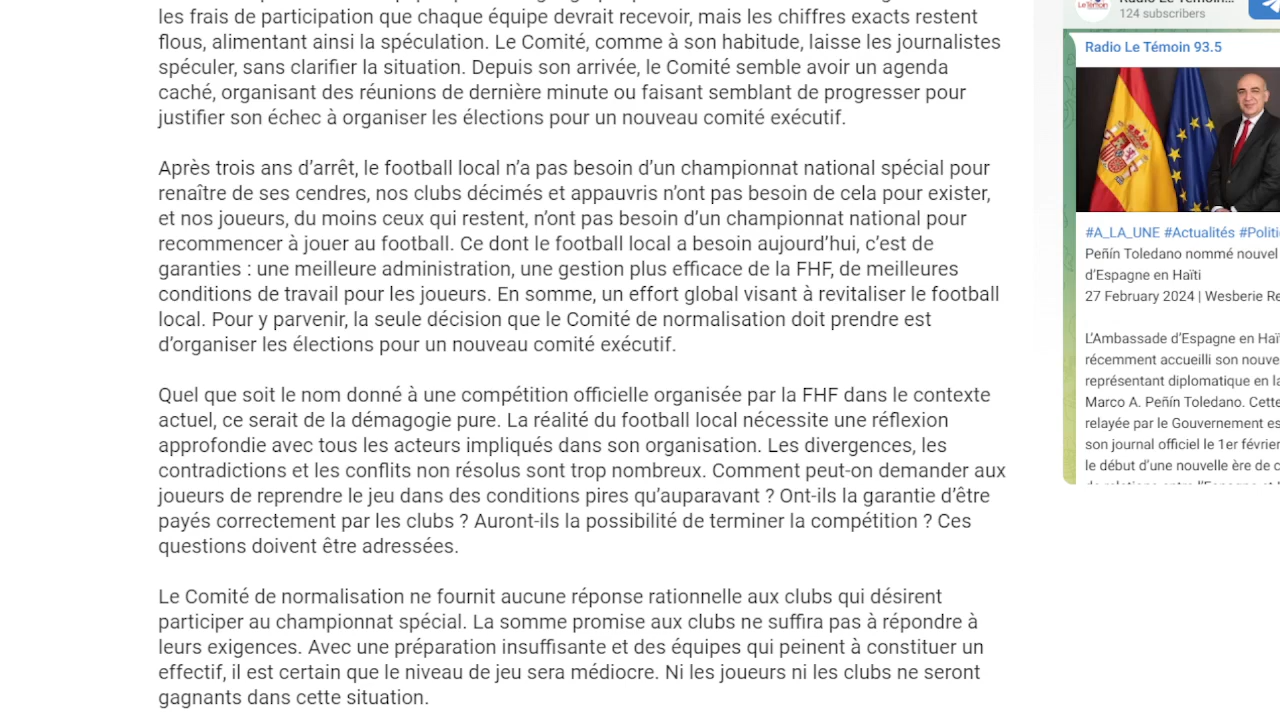 les frais de participation que chaque équipe devrait recevoir, mais les chiffres exacts restent
flous, alimentant ainsi la spéculation. Le Comité, comme à son habitude, laisse les journalistes
spéculer, sans clarifier la situation. Depuis son arrivée, le Comité semble avoir un agenda
caché, organisant des réunions de dernière minute ou faisant semblant de progresser pour
justifier son échec à organiser les élections pour un nouveau comité exécutif.
Après trois ans d’arrêt, le football local n’a pas besoin d’un championnat national spécial pour
renaître de ses cendres, nos clubs décimés et appauvris n’ont pas besoin de cela pour exister,
et nos joueurs, du moins ceux qui restent, n’ont pas besoin d’un championnat national pour
recommencer à jouer au football. Ce dont le football local a besoin aujourd’hui, c’est de
garanties : une meilleure administration, une gestion plus efficace de la FHF, de meilleures
conditions de travail pour les joueurs. En somme, un effort global visant à revitaliser le football
local. Pour y parvenir, la seule décision que le Comité de normalisation doit prendre est
d’organiser les élections pour un nouveau comité exécutif.
Quel que soit le nom donné à une compétition officielle organisée par la FHF dans le contexte
actuel, ce serait de la démagogie pure. La réalité du football local nécessite une réflexion
approfondie avec tous les acteurs impliqués dans son organisation. Les divergences, les
contradictions et les conflits non résolus sont trop nombreux. Comment peut-on demander aux
joueurs de reprendre le jeu dans des conditions pires qu’auparavant ? Ont-ils la garantie d’être
payés correctement par les clubs ? Auront-ils la possibilité de terminer la compétition ? Ces
questions doivent être adressées.
Le Comité de normalisation ne fournit aucune réponse rationnelle aux clubs qui désirent
participer au championnat spécial. La somme promise aux clubs ne suffira pas à répondre à
leurs exigences. Avec une préparation insuffisante et des équipes qui peinent à constituer un
effectif, il est certain que le niveau de jeu sera médiocre. Ni les joueurs ni les clubs ne seront
gagnants dans cette situation.
124 subscribers
Radio Le Témoin 93.5
#A_LA_UNE #Actualités #Politi
Peñín Toledano nommé nouvel
d’Espagne en Haïti
27 February 2024 | Wesberie Re
L’Ambassade d’Espagne en Haï
récemment accueilli son nouve
représentant diplomatique en la
Marco A. Peñín Toledano. Cette
relayée par le Gouvernement es
son journal officiel le 1er février
le début d’une nouvelle ère de c